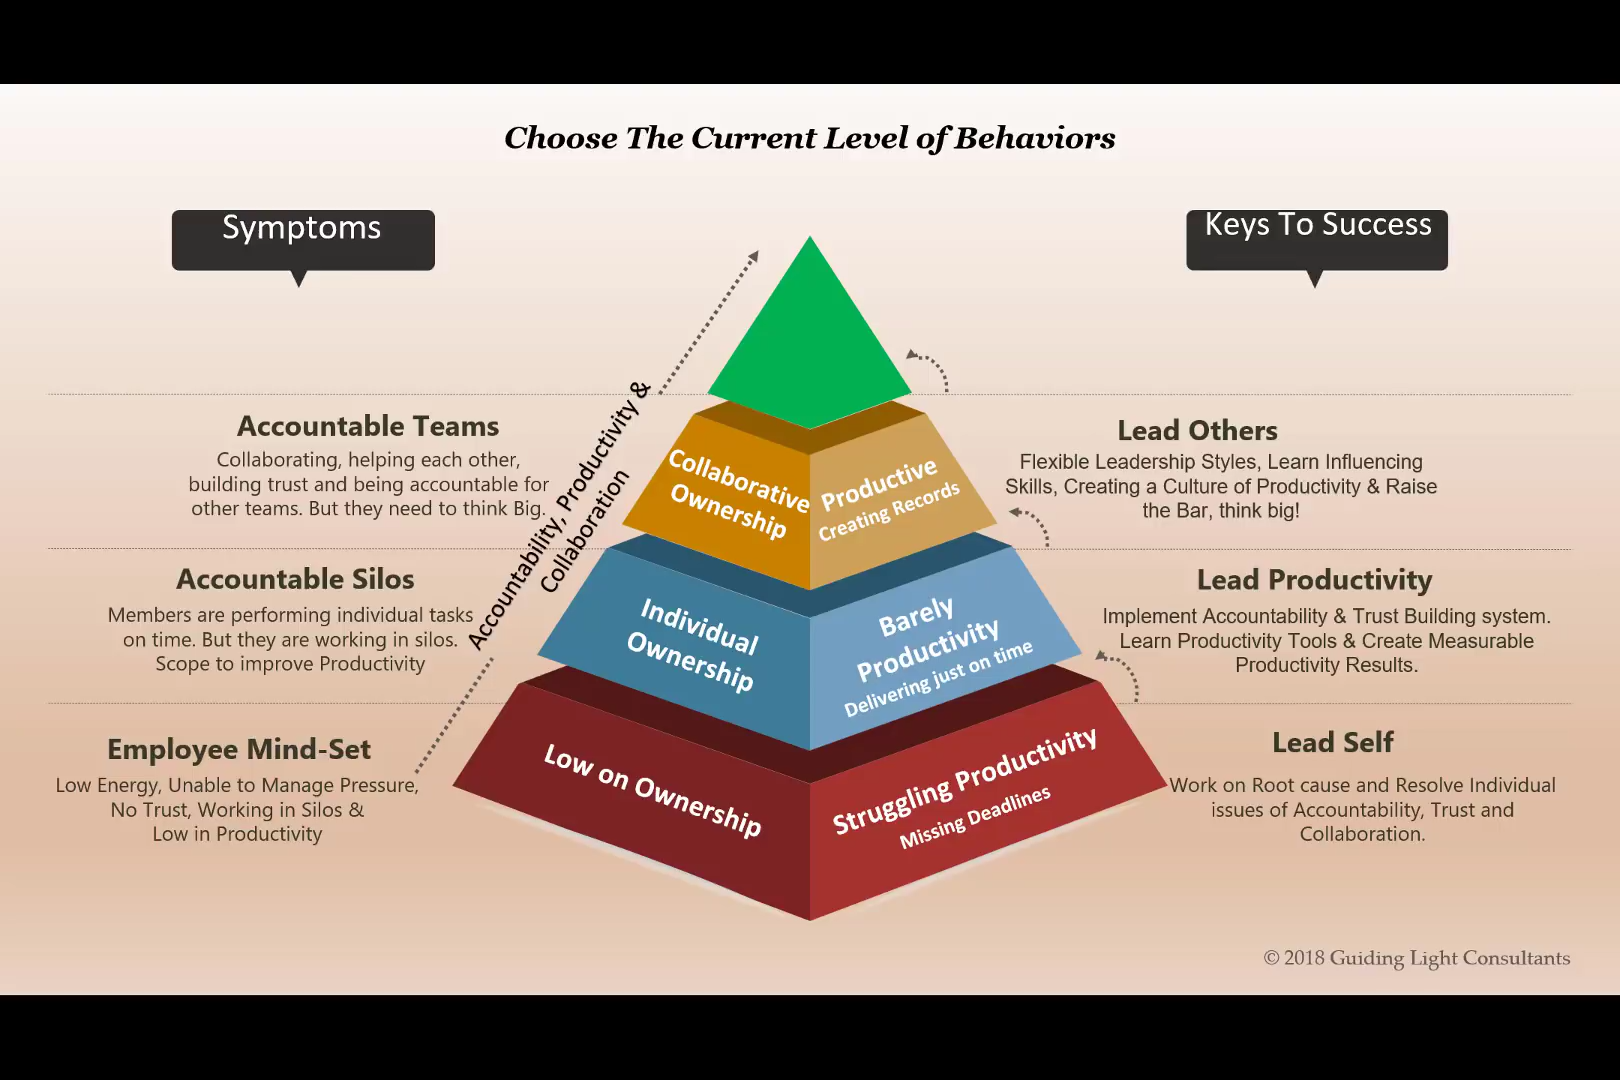 Choose The Current Level of Behaviors
Symptoms
Keys To Success
Accountability, Productivity &
Collaboration
Accountable Teams
Collaborating, helping each other,
building trust and being accountable for
other teams. But they need to think Big.
Collaborative
Ownership
Productive
Creating Records
Lead Others
Flexible Leadership Styles, Learn Influencing
Skills, Creating a Culture of Productivity & Raise
the Bar, think big!
Accountable Silos
Members are performing individual tasks
on time. But they are working in silos.
Scope to improve Productivity
Individual
Ownership
Barely
Productivity
Delivering just on time
Lead Productivity
Implement Accountability & Trust Building system.
Learn Productivity Tools & Create Measurable
Productivity Results.
Employee Mind-Set
Low Energy, Unable to Manage Pressure,
No Trust, Working in Silos &
Low in Productivity
Low on Ownership
Struggling Productivity
Missing Deadlines
Lead Self
Work on Root cause and Resolve Individual
issues of Accountability, Trust and
Collaboration.
© 2018 Guiding Light Consultants